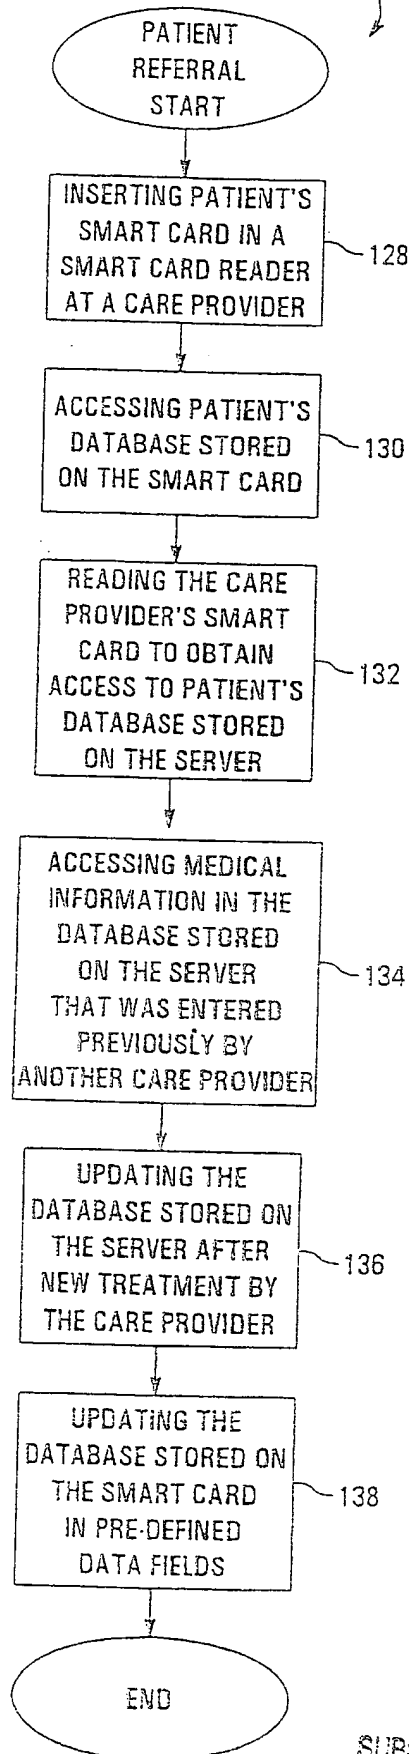 PATIENT
REFERRAL
START
INSERTING PATIENT'S
SMART CARD IN A
SMART CARD READER
AT A CARE PROVIDER
128
ACCESSING PATIENT'S
DATABASE STORED
ON THE SMART CARD
130
READING THE CARE
PROVIDER'S SMART
CARD TO OBTAIN
ACCESS TO PATIENT'S
DATABASE STORED
ON THE SERVER
132
ACCESSING MEDICAL
INFORMATION IN THE
DATABASE STORED
ON THE SERVER
THAT WAS ENTERED
PREVIOUSLY BY
ANOTHER CARE PROVIDER
134
UPDATING THE
DATABASE STORED ON
THE SERVER AFTER
NEW TREATMENT BY
THE CARE PROVIDER
136
UPDATING THE
DATABASE STORED ON
THE SMART CARD
IN PRE-DEFINED
DATA FIELDS
138
END